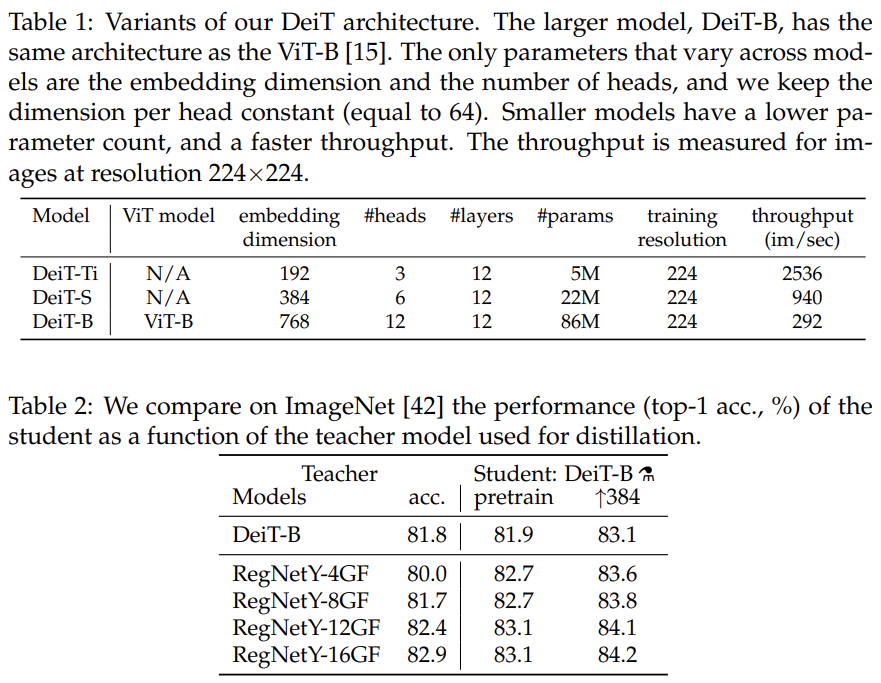 Table 1: Variants of our DeiT architecture. The larger model, DeiT-B, has the
same architecture as the ViT-B [15]. The only parameters that vary across mod-
els are the embedding dimension and the number of heads, and we keep the
dimension per head constant (equal to 64). Smaller models have a lower pa-
rameter count, and a faster throughput. The throughput is measured for im-
ages at resolution 224×224.
Model ViT model embedding #heads #layers #params training throughput
dimension resolution (im/sec)
DeiT-Ti N/A 192 3 12 5M 224 2536
DeiT-S N/A 384 6 12 22M 224 940
DeiT-B ViT-B 768 12 12 86M 224 292
Table 2: We compare on ImageNet [42] the performance (top-1 acc., %) of the
student as a function of the teacher model used for distillation.
Teacher Student: DeiT-B ⚗
Models acc. pretrain ↑384
DeiT-B 81.8 81.9 83.1
RegNetY-4GF 80.0 82.7 83.6
RegNetY-8GF 81.7 82.7 83.8
RegNetY-12GF 82.4 83.1 84.1
RegNetY-16GF 82.9 83.1 84.2